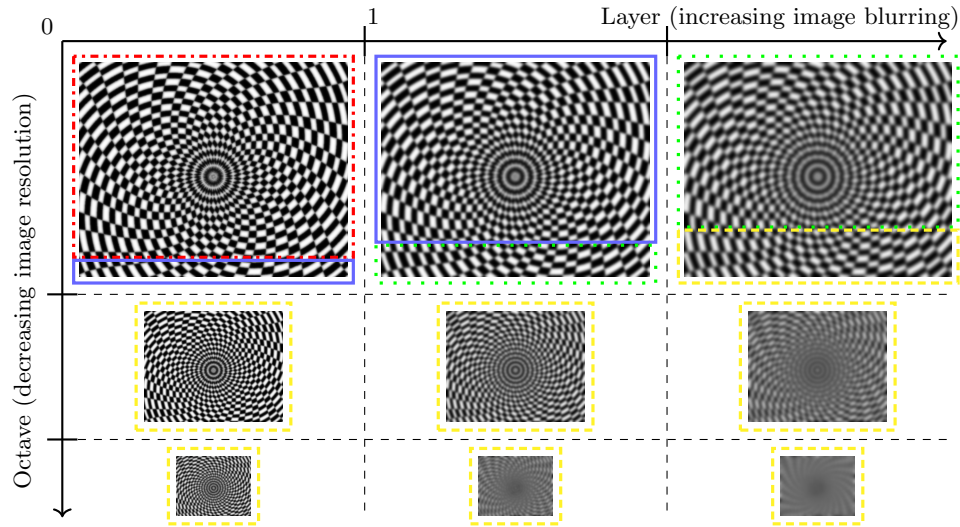 0
1
Layer (increasing image blurring)
Octave (decreasing image resolution)